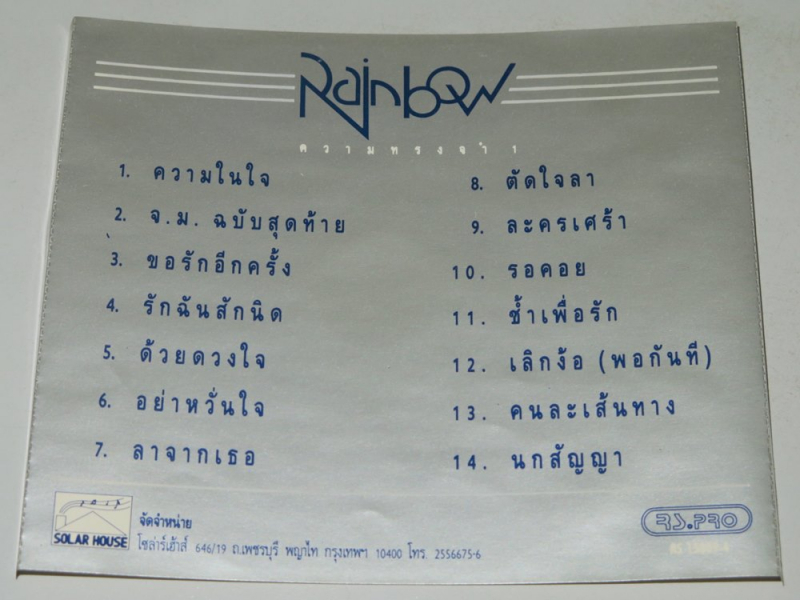 Rainbow
ความทรงจำ 1
1. ความในใจ
2. จ.ม. ฉบับสุดท้าย
3. ขอรักอีกครั้ง
4. รักฉันสักนิด
5. ด้วยดวงใจ
6. อย่าหวั่นใจ
7. ลาจากเธอ
8. ตัดใจลา
9. ละครเศร้า
10. รอคอย
11. ช้ำเพื่อรัก
12. เลิกง้อ (พอกันที)
13. คนละเส้นทาง
14. นกสัญญา
SOLAR HOUSE
จัดจำหน่าย
โซล่าร์เฮ้าส์ 646/19 ถ.เพชรบุรี พญาไท กรุงเทพฯ 10400 โทร. 2556675-6
RS.PRO